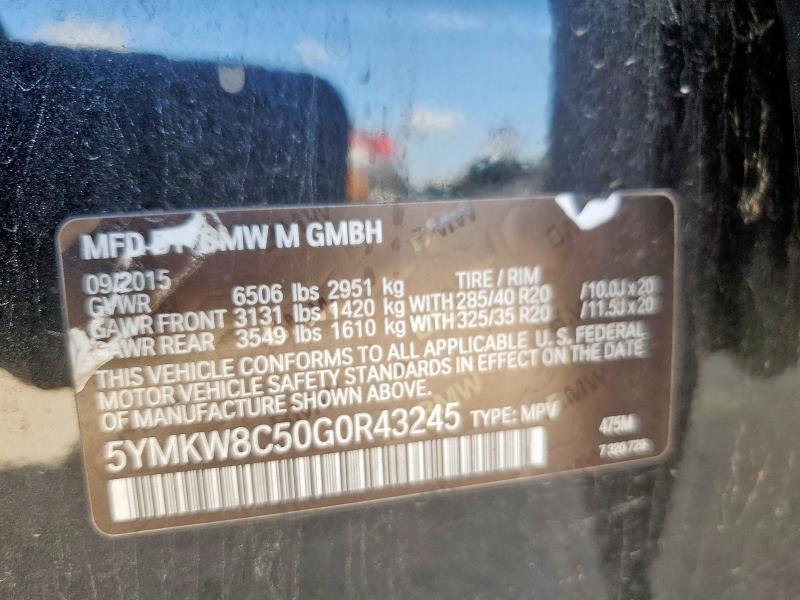 MFD BY BMW M GMBH
09/2015
GVWR 6506 lbs 2951 kg TIRE / RIM
GAWR FRONT 3131 lbs 1420 kg WITH 285/40 R20 /10.0J x 20
GAWR REAR 3549 lbs 1610 kg WITH 325/35 R20 /11.5J x 20
THIS VEHICLE CONFORMS TO ALL APPLICABLE U.S. FEDERAL
MOTOR VEHICLE SAFETY STANDARDS IN EFFECT ON THE DATE
OF MANUFACTURE SHOWN ABOVE.
5YMKW8C50G0R43245 TYPE: MPV 475M